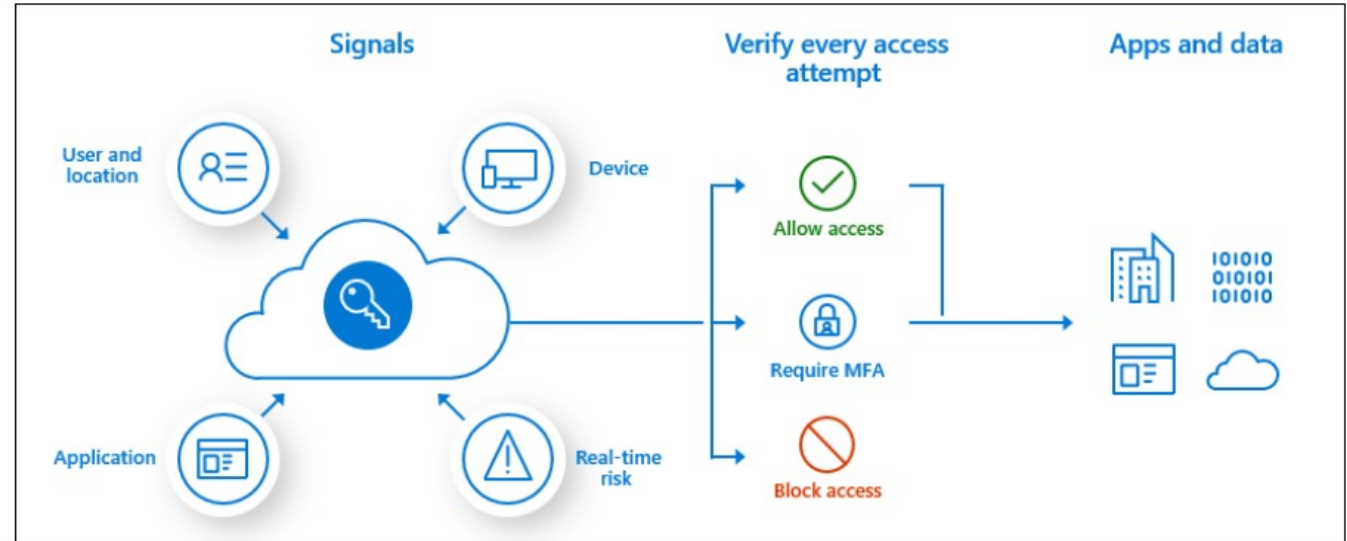 Signals
Verify every access
attempt
Apps and data
User and
location
Device
Allow access
101010
010101
101010
Require MFA
Application
Real-time
risk
Block access